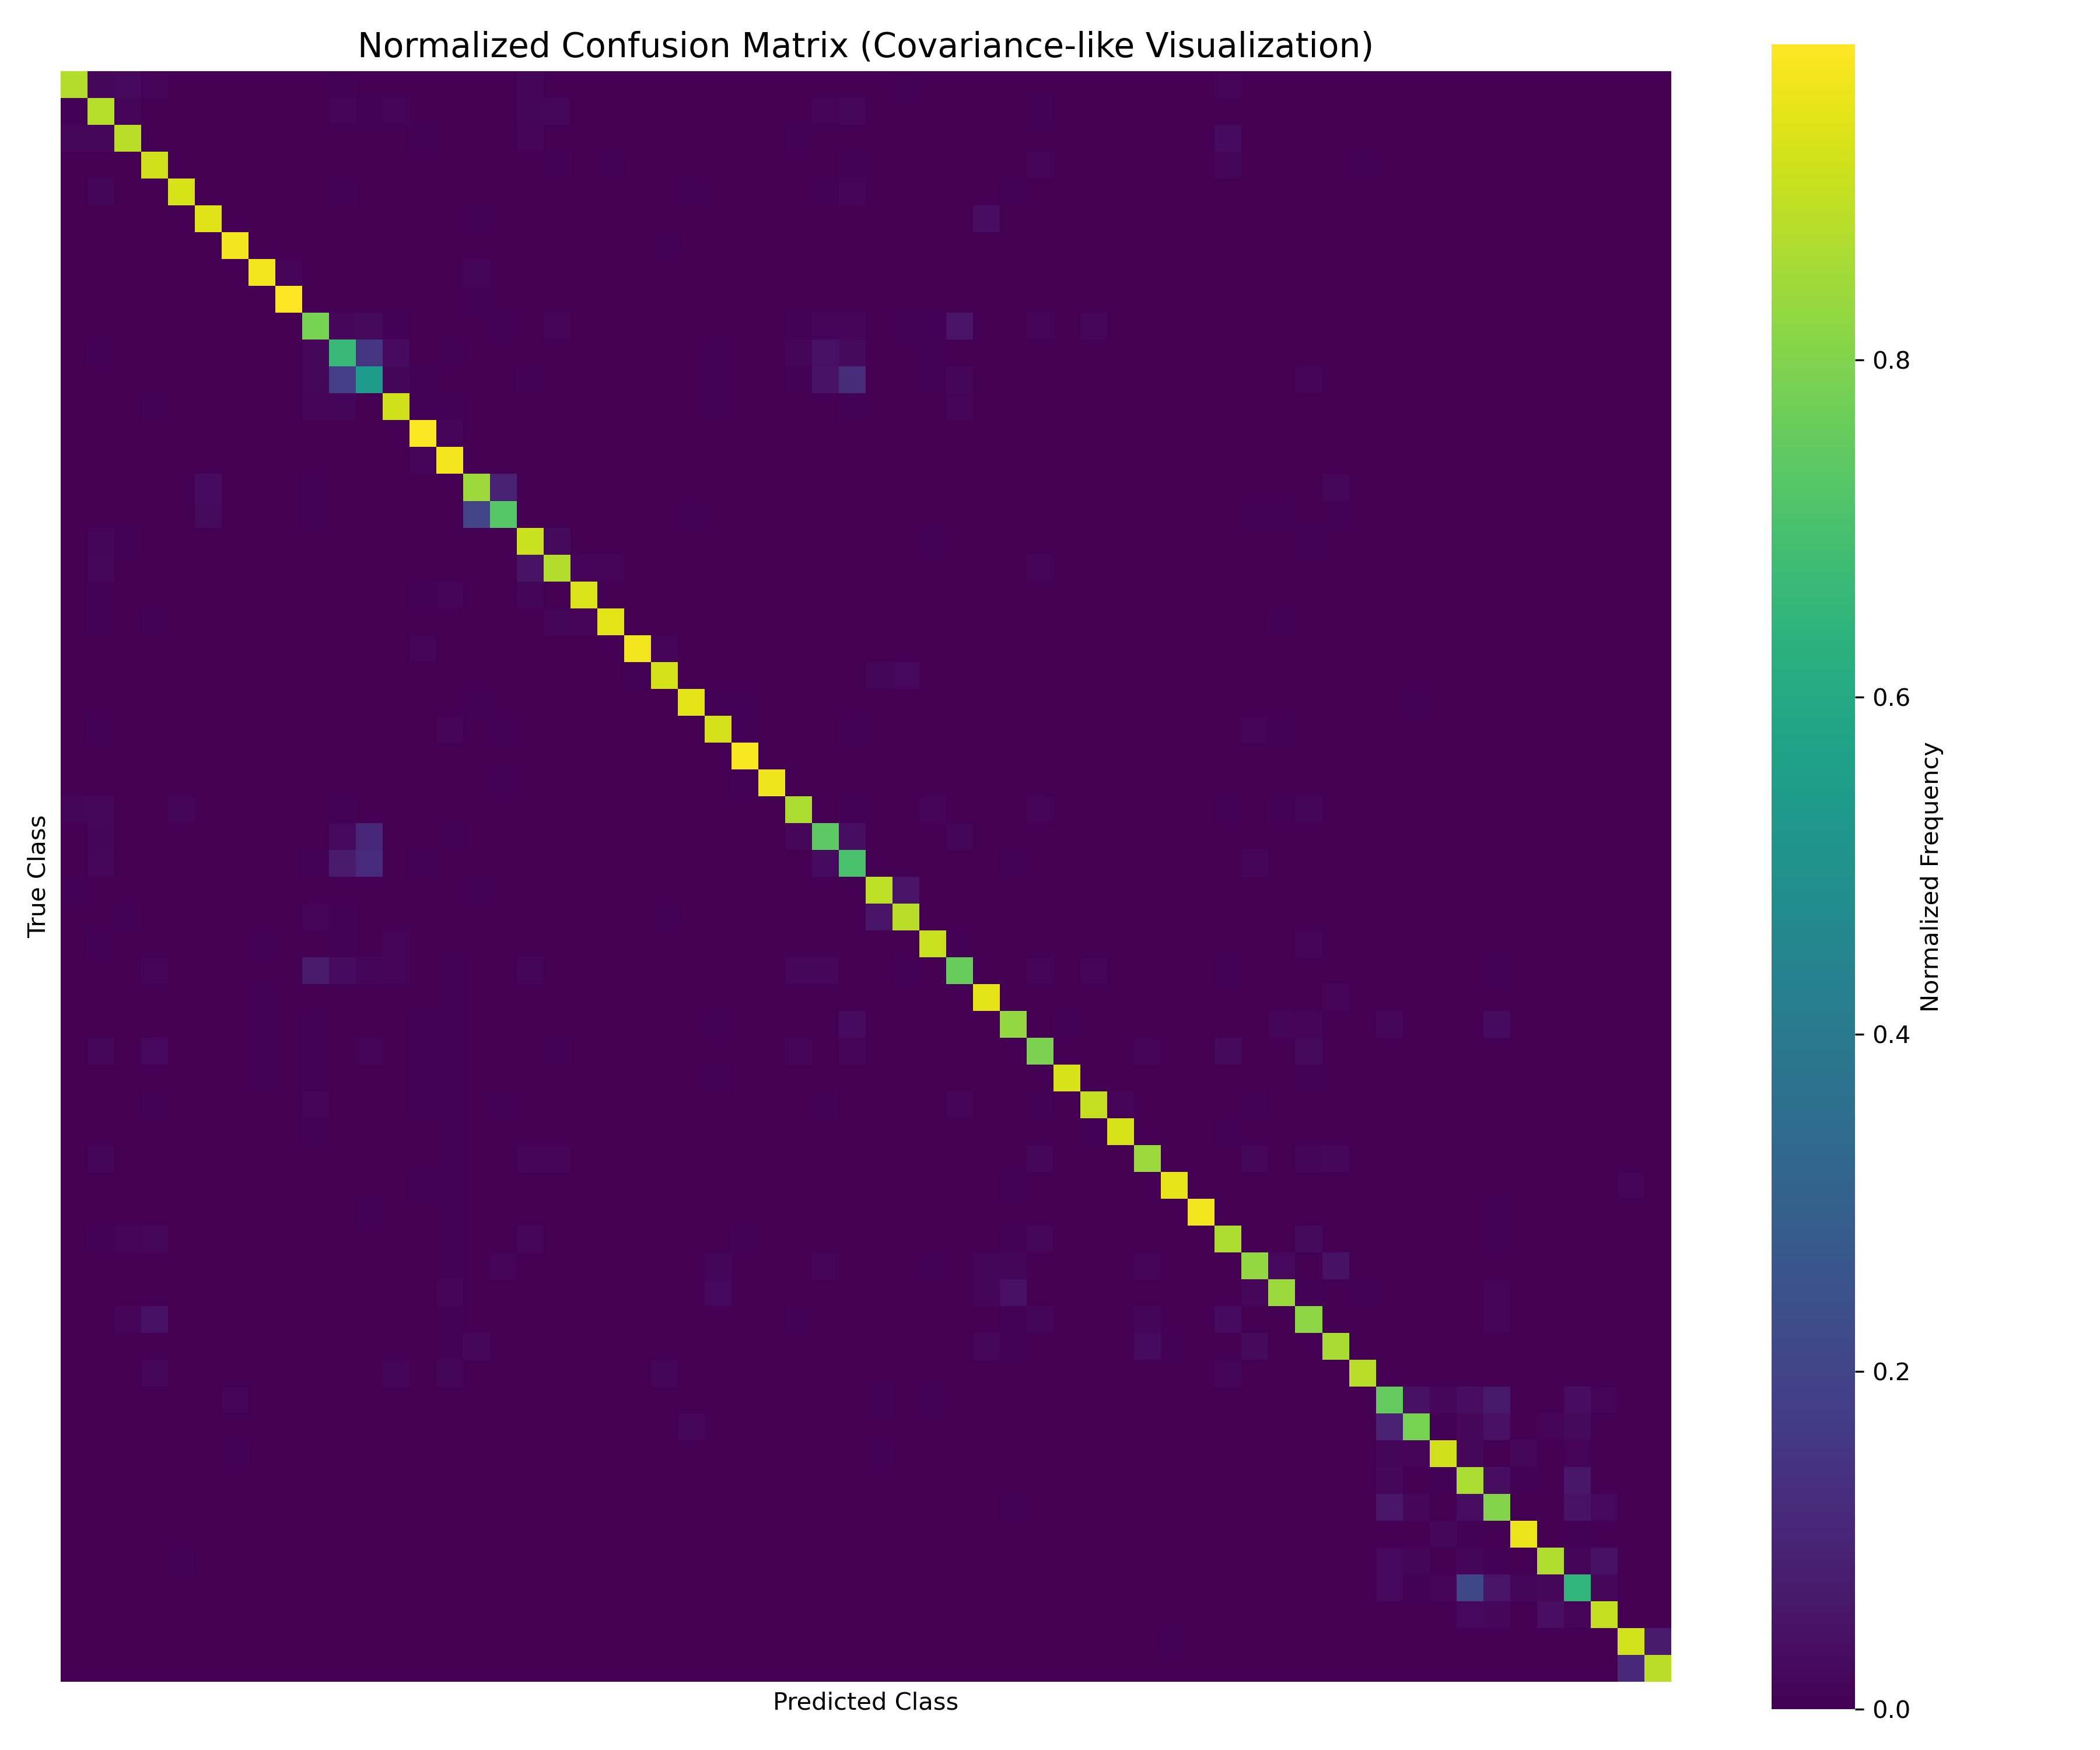 Normalized Confusion Matrix (Covariance-like Visualization)
True Class
Predicted Class
0.8
0.6
0.4
0.2
0.0
Normalized Frequency